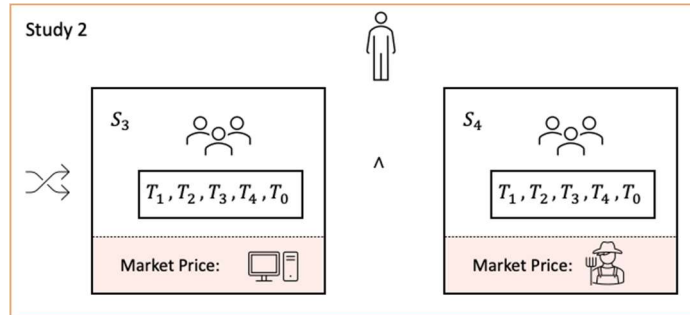 Study 2
S₃
T₁, T₂, T₃, T₄, T₀
Market Price:
∧
S₄
T₁, T₂, T₃, T₄, T₀
Market Price: